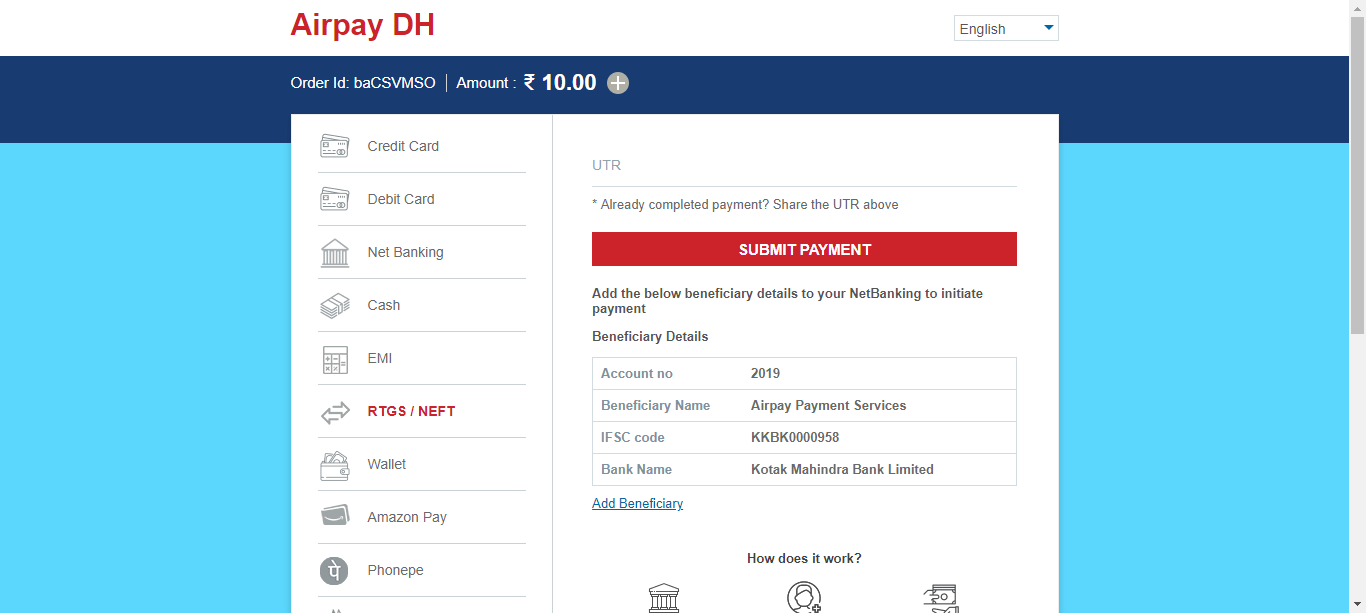 Airpay DH
English
Order Id: baCSVMSO
Amount : ₹ 10.00
Credit Card
Debit Card
Net Banking
Cash
EMI
RTGS / NEFT
Wallet
Amazon Pay
Phonepe
UTR
* Already completed payment? Share the UTR above
SUBMIT PAYMENT
Add the below beneficiary details to your NetBanking to initiate
payment
Beneficiary Details
Account no 2019
Beneficiary Name Airpay Payment Services
IFSC code KKBK0000958
Bank Name Kotak Mahindra Bank Limited
Add Beneficiary
How does it work?